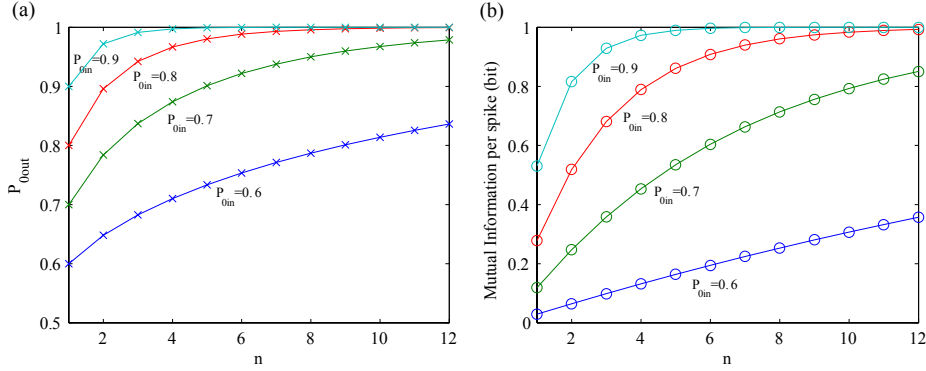 (a)
1
0.9
0.8
0.7
0.6
0.5
P0out
2
4
6
8
10
12
n
P0in=0.9
P0in=0.8
P0in=0.7
P0in=0.6
(b)
1
0.8
0.6
0.4
0.2
0
Mutual Information per spike (bit)
2
4
6
8
10
12
n
P0in=0.9
P0in=0.8
P0in=0.7
P0in=0.6